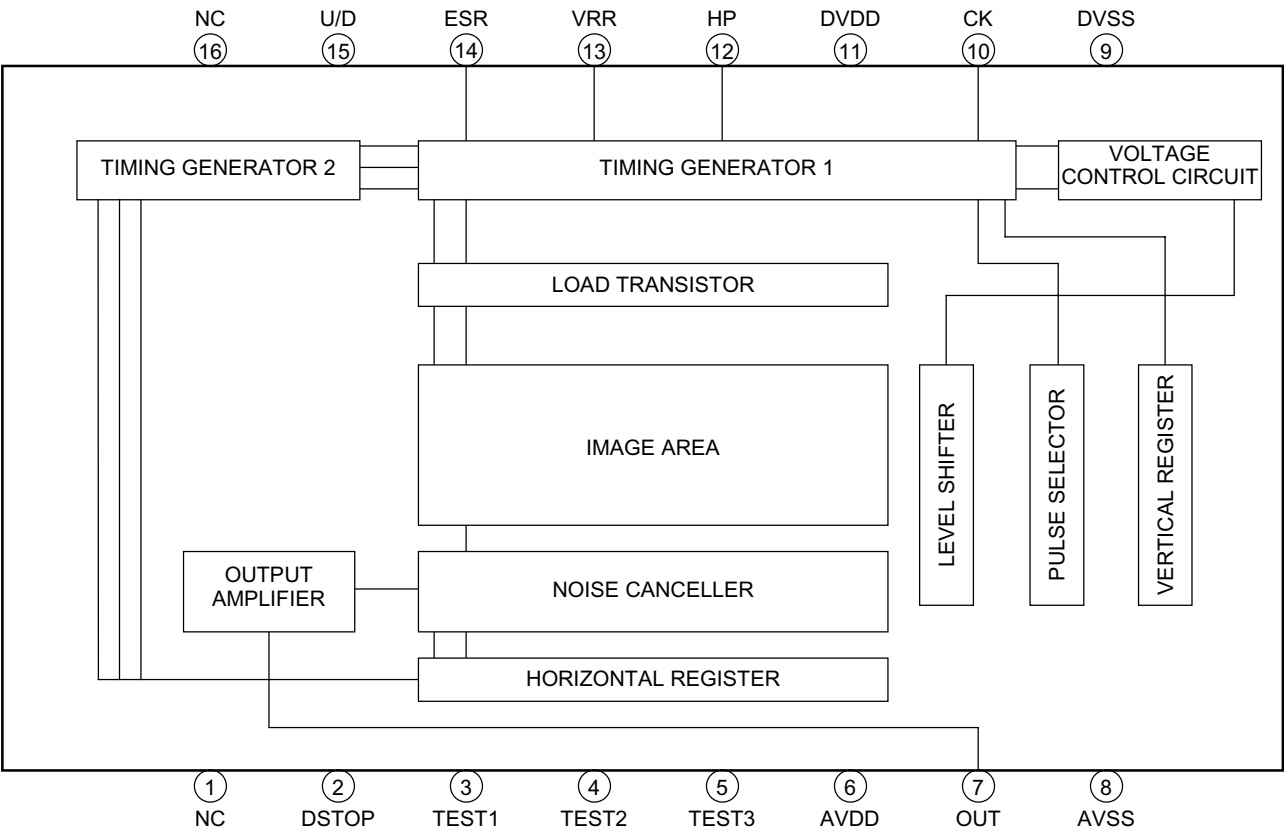 NC U/D ESR VRR HP DVDD CK DVSS
16 15 14 13 12 11 10 9
TIMING GENERATOR 2
TIMING GENERATOR 1
VOLTAGE
CONTROL CIRCUIT
LOAD TRANSISTOR
IMAGE AREA
LEVEL SHIFTER
PULSE SELECTOR
VERTICAL REGISTER
OUTPUT
AMPLIFIER
NOISE CANCELLER
HORIZONTAL REGISTER
1 2 3 4 5 6 7 8
NC DSTOP TEST1 TEST2 TEST3 AVDD OUT AVSS